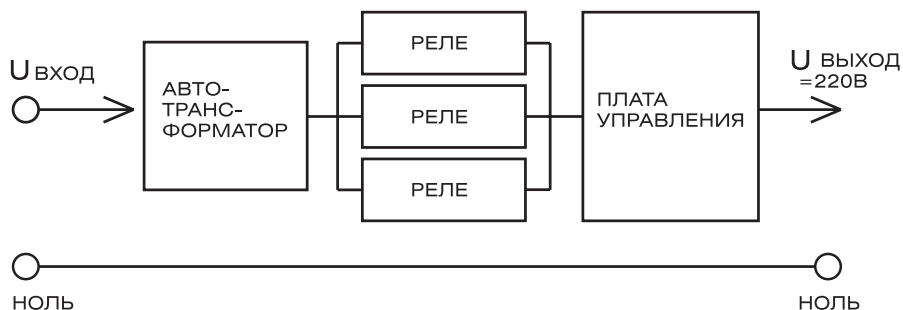 U ВХОД
АВТО-
ТРАНС-
ФОРМАТОР
РЕЛЕ
РЕЛЕ
РЕЛЕ
ПЛАТА
УПРАВЛЕНИЯ
U ВЫХОД
=220В
НОЛЬ
НОЛЬ